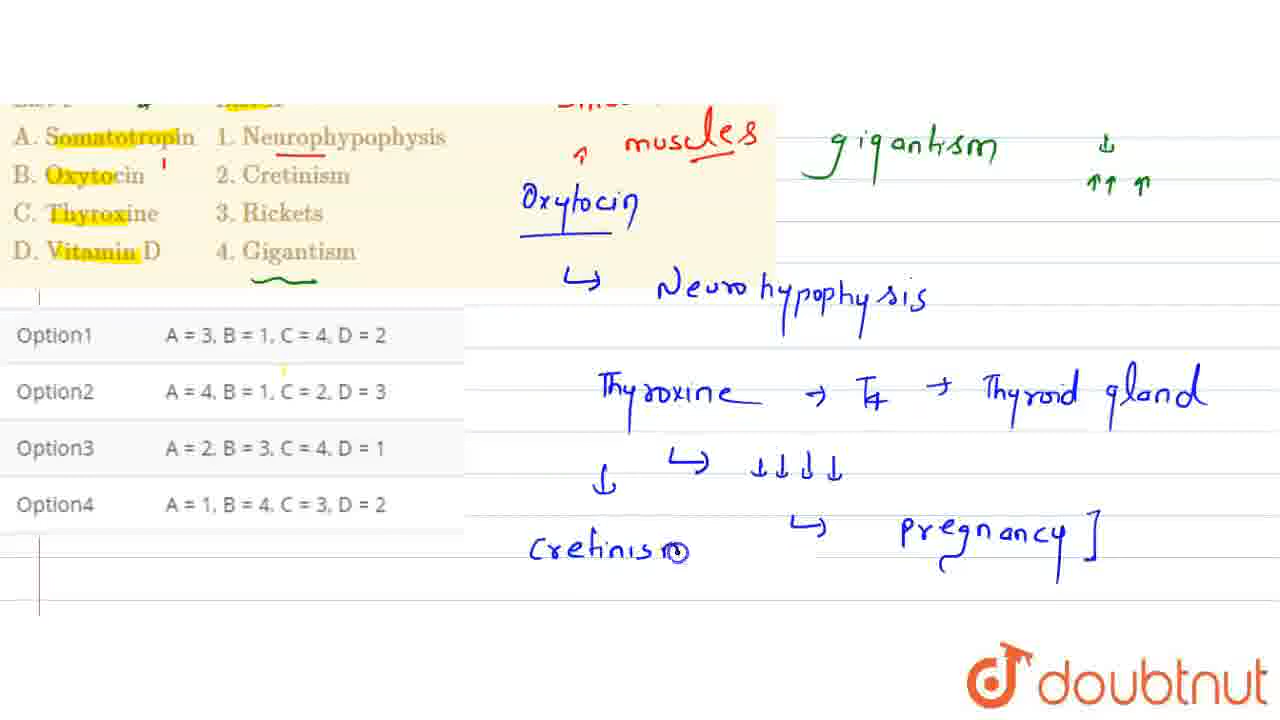 muscles
gigantism
A. Somatotropin 1. Neurophypophysis
B. Oxytocin 2. Cretinism
C. Thyroxine 3. Rickets
D. Vitamin D 4. Gigantism
Oxytocin
↳ Neurohypophysis
Option1 A = 3, B = 1, C = 4, D = 2
Option2 A = 4, B = 1, C = 2, D = 3
Option3 A = 2, B = 3, C = 4, D = 1
Option4 A = 1, B = 4, C = 3, D = 2
Thyroxine → T4 → Thyroid gland
↳ ↓↓↓↓
↓
↳ pregnancy ]
cretinism
doubtnut